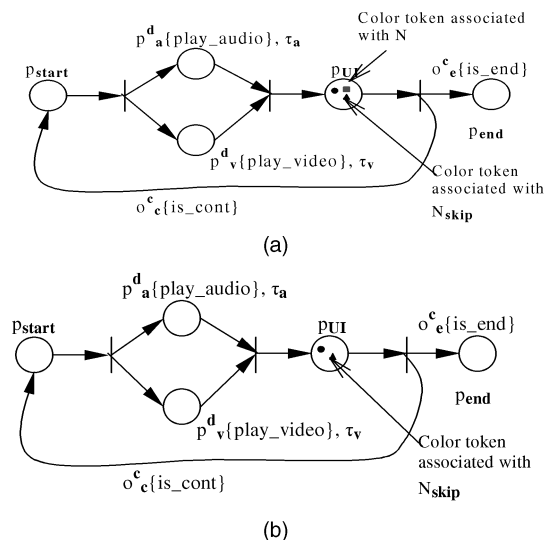 Color token associated
with N
p^d_a{play_audio}, τ_a
p_start
p_UI
o^c_e{is_end}
p_end
p^d_v{play_video}, τ_v
Color token
associated with
N_skip
o^c_c{is_cont}
(a)
p^d_a{play_audio}, τ_a
p_start
p_UI
o^c_e{is_end}
p_end
p^d_v{play_video}, τ_v
Color token
associated with
N_skip
o^c_c{is_cont}
(b)